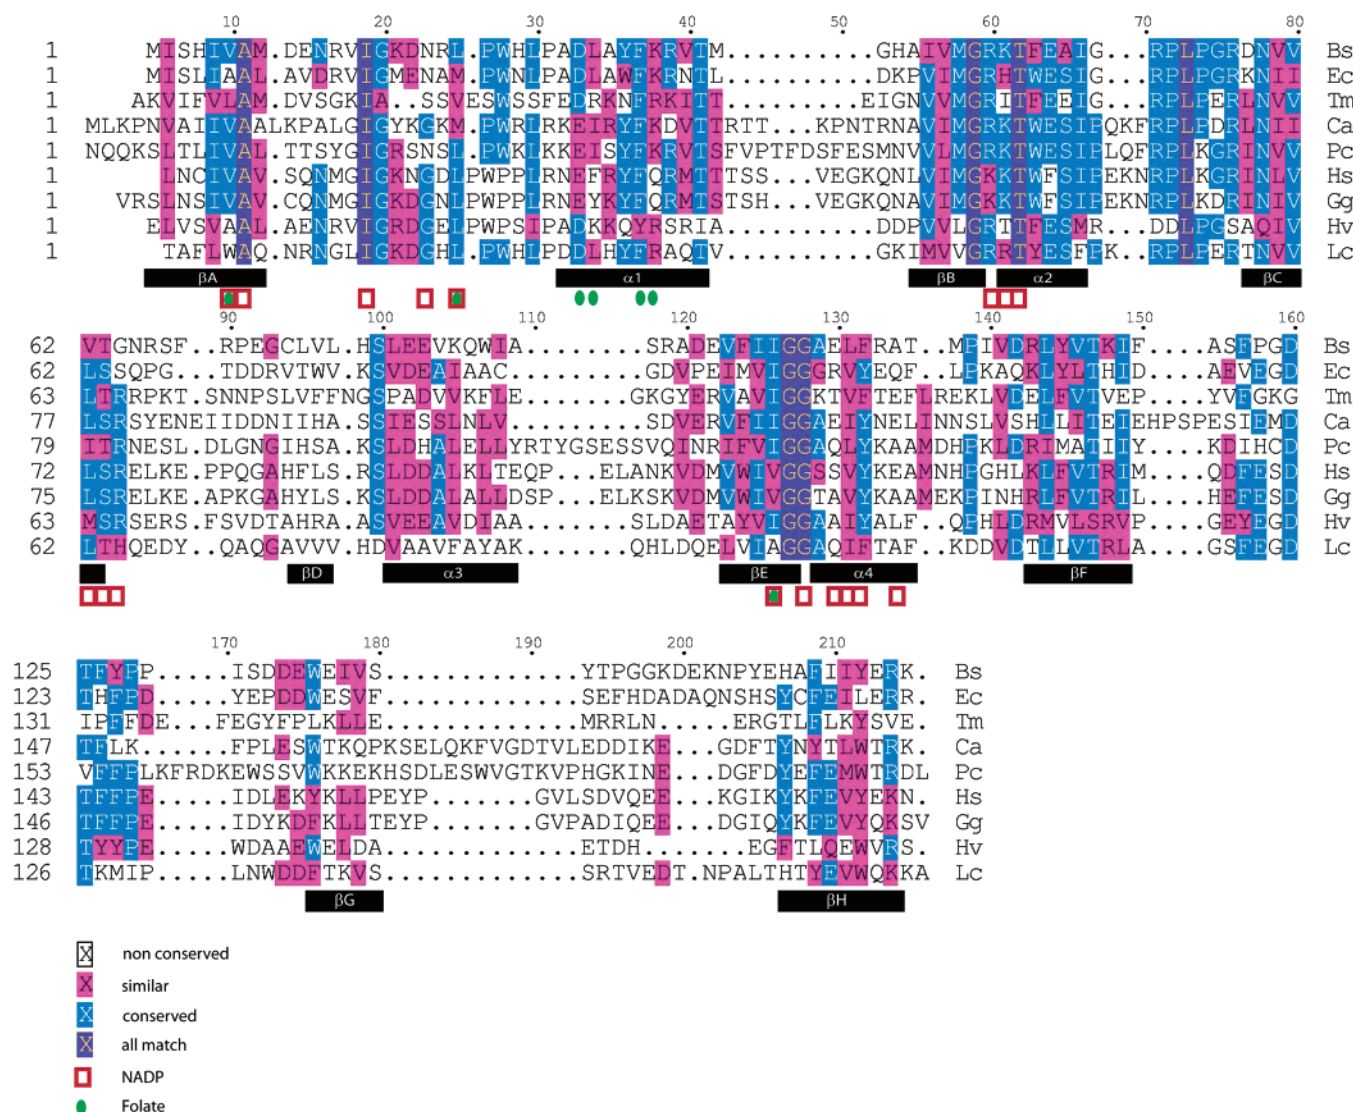 10 20 30 40 50 60 70 80
1 MISHIVAM.DENRVIGKDNRL.PWHLPADLAYFKRVTM..........GHAIVMGRKTFEAIG...RPLPGRDNVV Bs
1 MISLIAAL.AVDRVIGMENAM.PWNLPADLAWFKRNTL..........DKPVIMGRHTWESIG...RPLPGRKNII Ec
1 AKVIFVLAM.DVSGKIA..SSVESWSSFEDRKNFRKITT.........EIGNVVMGRITFEEIG...RPLPERLNVV Tm
1 MLKPNVAIIVAALKPALGIGYKGKM.PWRLRKEIRYFKDVTTRTT...KPNTRNAVIMGRKTWESIPQKFRPLPDRLNII Ca
1 NQQKSLTLIVAL.TTSYGIGRSNSL.PWKLKKEISYFKRVTSFVPTFDSFESMNVVLMGRKTWESIPLQFRPLKGRINVV Pc
1 LNCIVAV.SQNMGIGKNGDLPWPPLRNEFRYFQRMTTTSS...VEGKQNLVIMGKKTWFSIPEKNRPLKGRINLV Hs
1 VRSLNSIVAV.CQNMGIGKDGNLPWPPLRNEYKYFQRMTSTSH...VEGKQNAVIMGKKTWFSIPEKNRPLKDRINIV Gg
1 ELVSVAAL.AENRVIGRDGELPWPSIPADKKQYRSRIA..........DDPVVLGRTTFESMR...DDLPGSAQIV Hv
1 TAFLWAQ.NRNGLIGKDGHL.PWHLPDDLHYFRAQTV..........GKIMVVGRRTYESFPK..RPLPERTNVV Lc
βA α1 βB α2 βC
90 100 110 120 130 140 150 160
62 VTGNRSF..RPEGCLVL.HSLEEVKQWIA........SRADEVFIIGGAELFRAT..MPIVDRLYVTKIF....ASFPGD Bs
62 LSSQPG...TDDRVTWV.KSVDEAIAAC.........GDVPEIMVIGGGRVYEQF..LPKAQKLYLTHID....AEVEGD Ec
63 LTRRPKT.SNNPSLVFFNGSPADVVKFLE.......GKGYERVAVIGGKTVFTEFLREKLVDELFVTVEP....YVFGKG Tm
77 LSRSYENEIIDDNIIHA.SSIESSLNLV.........SDVERVFIIGGAEIYNELINNSLVSHLLITEIEHPSPESIEMD Ca
79 ITRNESL.DLGNGIHSA.KSLDHALELLYRTYGSESSVQINRIFVIGGAQLYKAAMDHPKLDRIMATIIY....KDIHCD Pc
72 LSRELKE.PPQGAHFLS.RSLDDALKLTEQP...ELANKVDMVWIVGGSSVYKEAMNHPGHLKLFVTRIM....QDFESD Hs
75 LSRELKE.APKGAHYLS.KSLDDALALLDSP...ELKSKVDMVWIVGGTAVYKAAMEKPINHRLFVTRIL....HEFESD Gg
63 MSRSERS.FSVDTAHRA.ASVEEAVDIAA.......SLDAETAYVIGGAAIYALF..QPHLDRMVLSRVP....GEYEGD Hv
62 LTHQEDY..QAQGAVVV.HDVAAVFAYAK.......QHLDQELVIAGGAQIFTAF..KDDVDTLLVTRLA....GSFEGD Lc
βD α3 βE α4 βF
170 180 190 200 210
125 TFYPP.....ISDDEWEIVS.............YTPGGKDEKNPYEHAFIIYERK. Bs
123 THFPD.....YEPDDWESVF.............SEFHDADAQNSHSYCFEILERR. Ec
131 IPFFDE...FEGYFPLKLLE.............MRRLN.....ERGTLFLKYSVE. Tm
147 TFLK......FPLESWTKQPKSELQKFVGDTVLEDDIKE...GDFTYNYTLWTRK. Ca
153 VFFPLKFRDKEWSSVWKKEKHSDLESWVGTKVPHGKINE...DGFDYEFEMWTRDL Pc
143 TFFPE.....IDLEKYKLLPEYP.......GVLSDVQEE...KGIKYKFEVYEKN. Hs
146 TFFPE.....IDYKDFKLLTEYP.......GVPADIQEE...DGIQYKFEVYQKSV Gg
128 TYYPE.....WDAAEWELDA.............ETDH.......EGFTLQEWVRS. Hv
126 TKMIP.....LNWDDFTKVS.............SRTVEDT.NPALTHTYEVWQKKA Lc
βG βH
X non conserved
X similar
X conserved
X all match
NADP
Folate